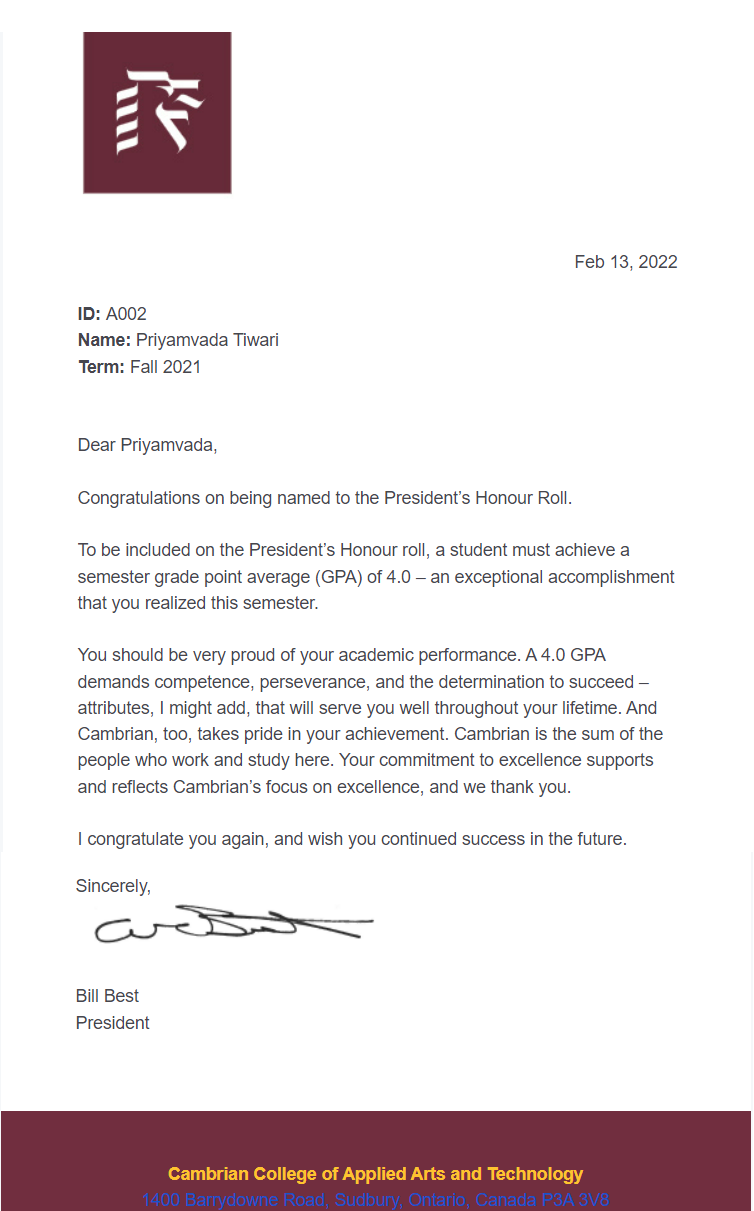 Feb 13, 2022
ID: A002
Name: Priyamvada Tiwari
Term: Fall 2021
Dear Priyamvada,
Congratulations on being named to the President’s Honour Roll.
To be included on the President’s Honour roll, a student must achieve a
semester grade point average (GPA) of 4.0 – an exceptional accomplishment
that you realized this semester.
You should be very proud of your academic performance. A 4.0 GPA
demands competence, perseverance, and the determination to succeed –
attributes, I might add, that will serve you well throughout your lifetime. And
Cambrian, too, takes pride in your achievement. Cambrian is the sum of the
people who work and study here. Your commitment to excellence supports
and reflects Cambrian’s focus on excellence, and we thank you.
I congratulate you again, and wish you continued success in the future.
Sincerely,
Bill Best
President
Cambrian College of Applied Arts and Technology
1400 Barrydowne Road, Sudbury, Ontario, Canada P3A 3V8